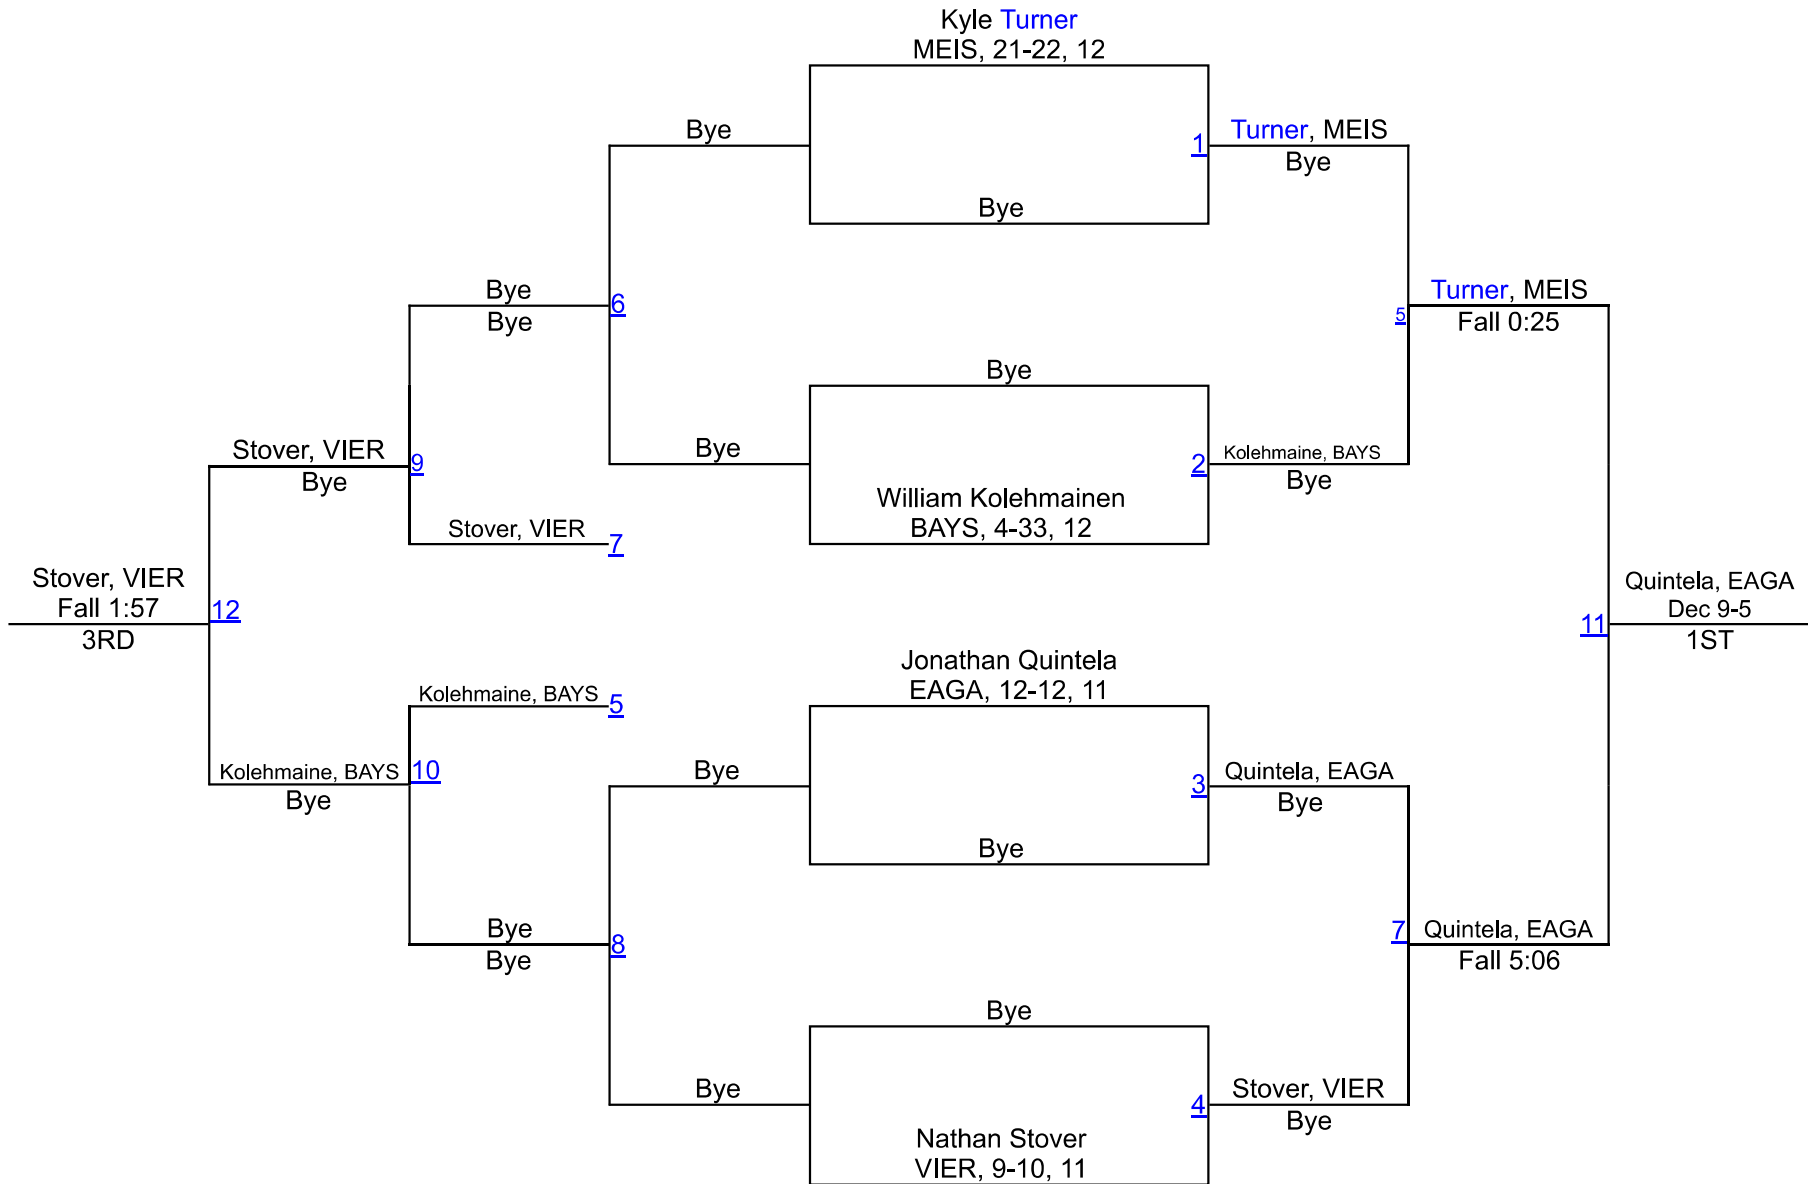 Kyle Turner
MEIS, 21-22, 12
Bye
1
Turner, MEIS
Bye
Bye
Bye
Bye
6
Turner, MEIS
Fall 0:25
5
Bye
Stover, VIER
Bye
9
Bye
2
Kolehmaine, BAYS
Bye
William Kolehmainen
BAYS, 4-33, 12
Stover, VIER
7
Stover, VIER
Fall 1:57
3RD
12
Quintela, EAGA
Dec 9-5
1ST
11
Jonathan Quintela
EAGA, 12-12, 11
Kolehmaine, BAYS
5
Kolehmaine, BAYS
Bye
10
Bye
3
Quintela, EAGA
Bye
Bye
Bye
Bye
8
7
Quintela, EAGA
Fall 5:06
Bye
Bye
4
Stover, VIER
Bye
Nathan Stover
VIER, 9-10, 11